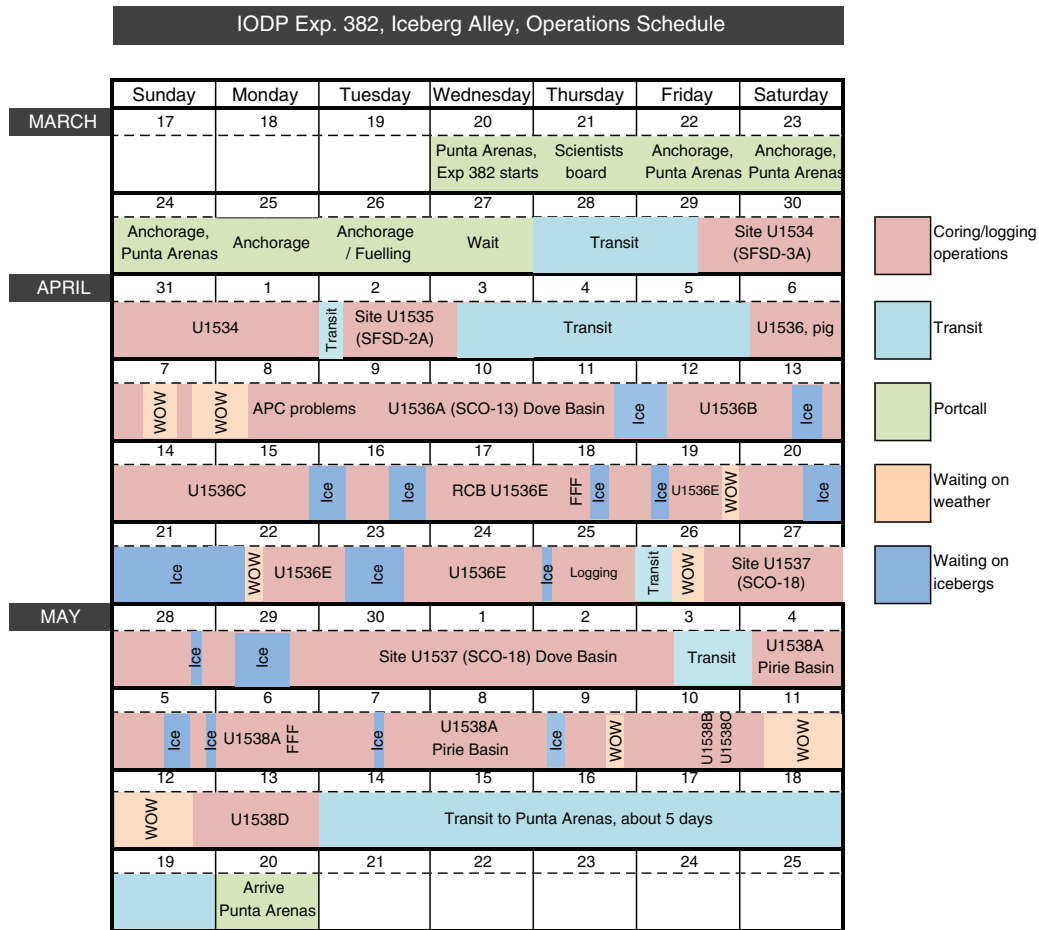 IODP Exp. 382, Iceberg Alley, Operations Schedule
Sunday Monday Tuesday Wednesday Thursday Friday Saturday
MARCH 17 18 19 20 21 22 23
Punta Arenas, Scientists Anchorage, Anchorage,
Exp 382 starts board Punta Arenas Punta Arenas
24 25 26 27 28 29 30
Anchorage, Anchorage Anchorage Wait Transit Site U1534
Punta Arenas / Fuelling (SFSD-3A)
Coring/logging
operations
APRIL 31 1 2 3 4 5 6
U1534 Transit Site U1535 Transit U1536, pig
(SFSD-2A)
Transit
7 8 9 10 11 12 13
WOW WOW APC problems U1536A (SCO-13) Dove Basin Ice U1536B Ice
Portcall
14 15 16 17 18 19 20
U1536C Ice Ice RCB U1536E FFF Ice Ice U1536E WOW Ice
Waiting on
weather
21 22 23 24 25 26 27
Ice WOW U1536E Ice U1536E Ice Logging Transit WOW Site U1537
(SCO-18)
Waiting on
icebergs
MAY 28 29 30 1 2 3 4
Ice Ice Site U1537 (SCO-18) Dove Basin Transit U1538A
Pirie Basin
5 6 7 8 9 10 11
Ice Ice U1538A FFF Ice U1538A Ice WOW U1538B U1538C WOW
Pirie Basin
12 13 14 15 16 17 18
WOW U1538D Transit to Punta Arenas, about 5 days
19 20 21 22 23 24 25
Arrive
Punta Arenas